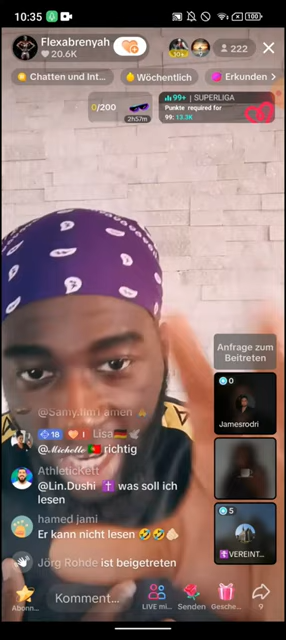 10:35
100
Flexabrenyah
20.6K
222
Chatten und Int...
Wöchentlich
Erkunden
0/200
2h57m
99+ | SUPERLIGA
Punkte required for
99: 13.3K
Anfrage zum
Beitreten
0
Jamesrodri
5
VEREINT...
@Samy.fim1 amen
18 I Lisa
@𝓜𝓲𝓬𝓱𝓮𝓵𝓵𝓮 🇵🇹 richtig
AthleticKett
@Lin.Dushi ✝️ was soll ich
lesen
hamed jami
Er kann nicht lesen 🤣🤣
Jörg Rohde ist beigetreten
Abonn...
Komment...
LIVE mi...
Senden
Gesche...
9